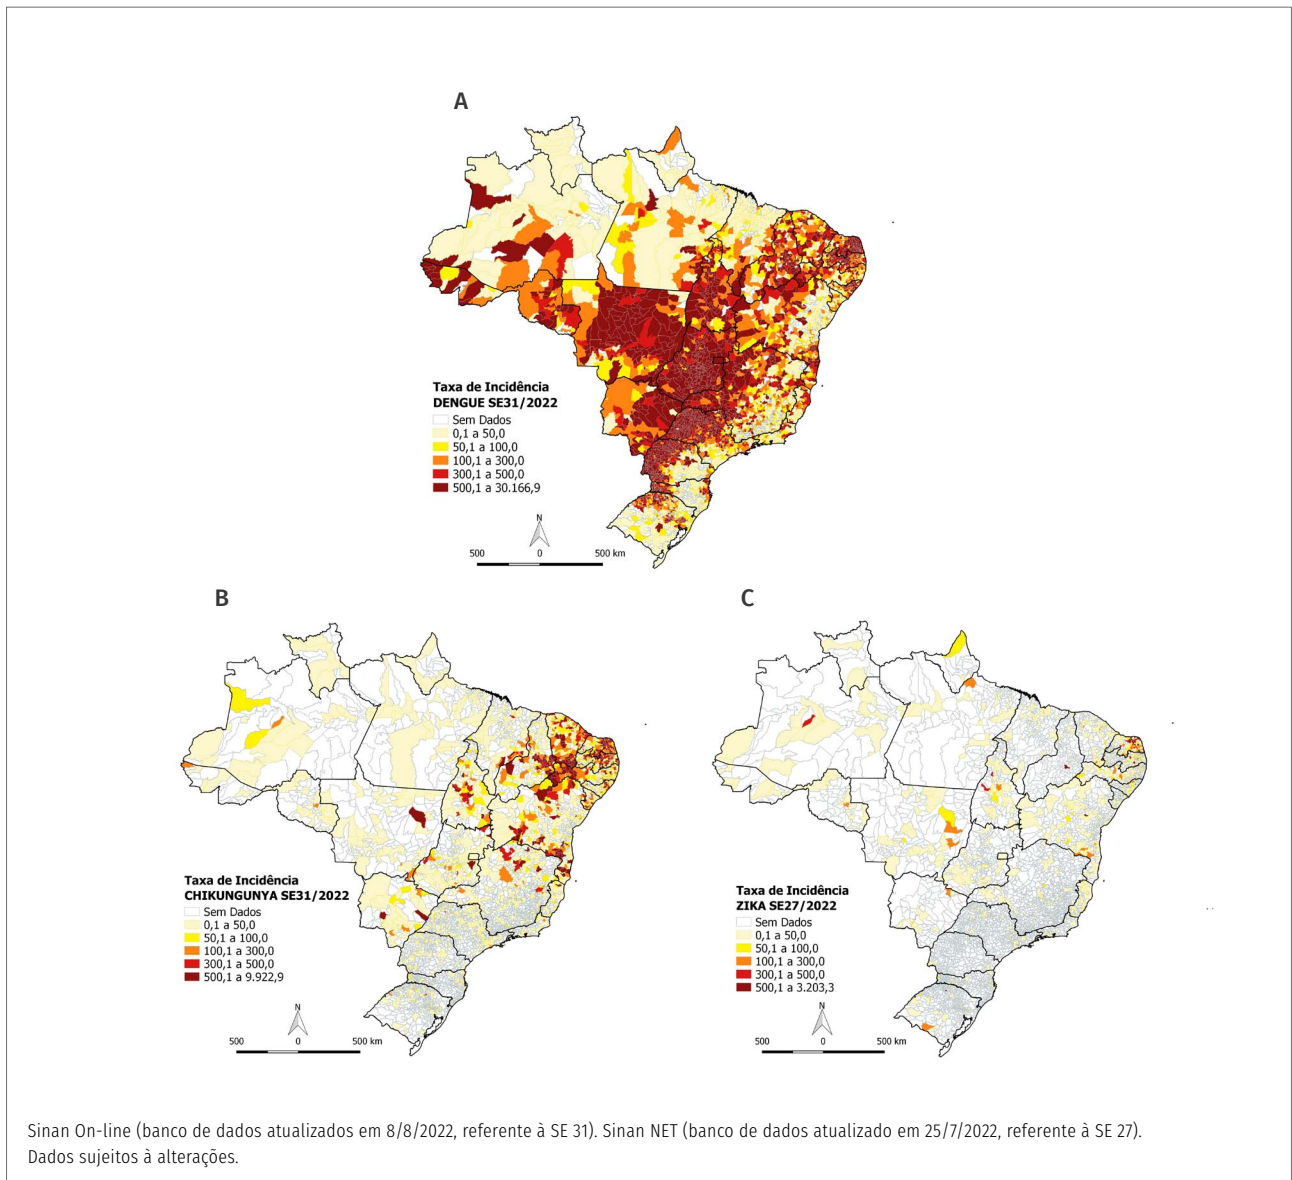 A
Taxa de Incidência
DENGUE SE31/2022
Sem Dados
0,1 a 50,0
50,1 a 100,0
100,1 a 300,0
300,1 a 500,0
500,1 a 30.166,9
N
500 0 500 km
B
Taxa de Incidência
CHIKUNGUNYA SE31/2022
Sem Dados
0,1 a 50,0
50,1 a 100,0
100,1 a 300,0
300,1 a 500,0
500,1 a 9.922,9
N
500 0 500 km
C
Taxa de Incidência
ZIKA SE27/2022
Sem Dados
0,1 a 50,0
50,1 a 100,0
100,1 a 300,0
300,1 a 500,0
500,1 a 3.203,3
N
500 0 500 km
Sinan On-line (banco de dados atualizados em 8/8/2022, referente à SE 31). Sinan NET (banco de dados atualizado em 25/7/2022, referente à SE 27).
Dados sujeitos à alterações.